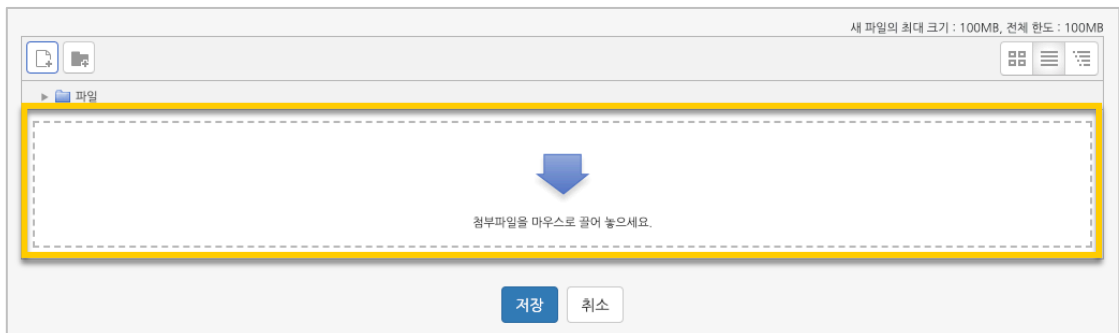 새 파일의 최대 크기 : 100MB, 전체 한도 : 100MB
파일
첨부파일을 마우스로 끌어 놓으세요.
저장 취소